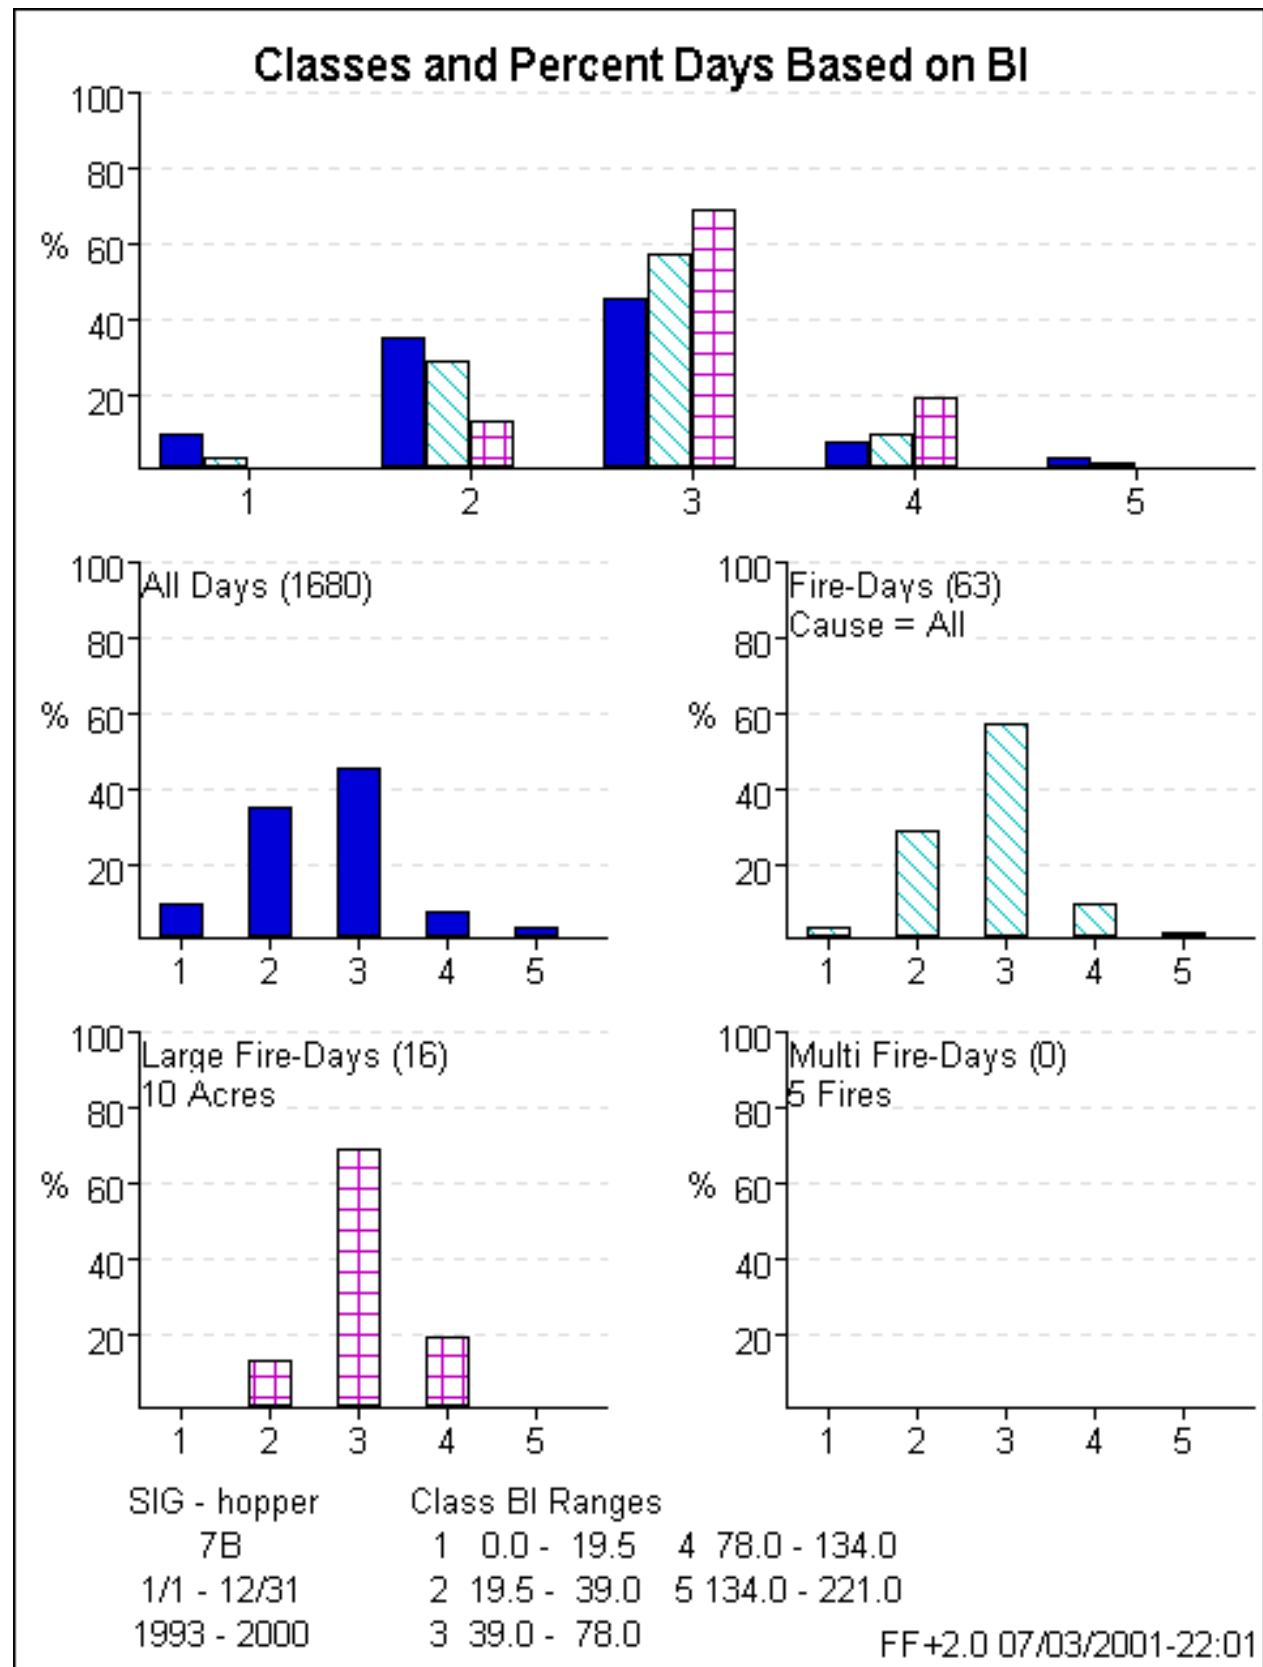 Classes and Percent Days Based on BI
100
80
% 60
40
20
1 2 3 4 5
100
All Days (1680)
80
% 60
40
20
1 2 3 4 5
100
Fire-Days (63)
Cause = All
80
% 60
40
20
1 2 3 4 5
100
Large Fire-Days (16)
10 Acres
80
% 60
40
20
1 2 3 4 5
100
Multi Fire-Days (0)
5 Fires
80
% 60
40
20
1 2 3 4 5
SIG - hopper
7B
1/1 - 12/31
1993 - 2000
Class BI Ranges
1 0.0 - 19.5 4 78.0 - 134.0
2 19.5 - 39.0 5 134.0 - 221.0
3 39.0 - 78.0
FF+2.0 07/03/2001-22:01